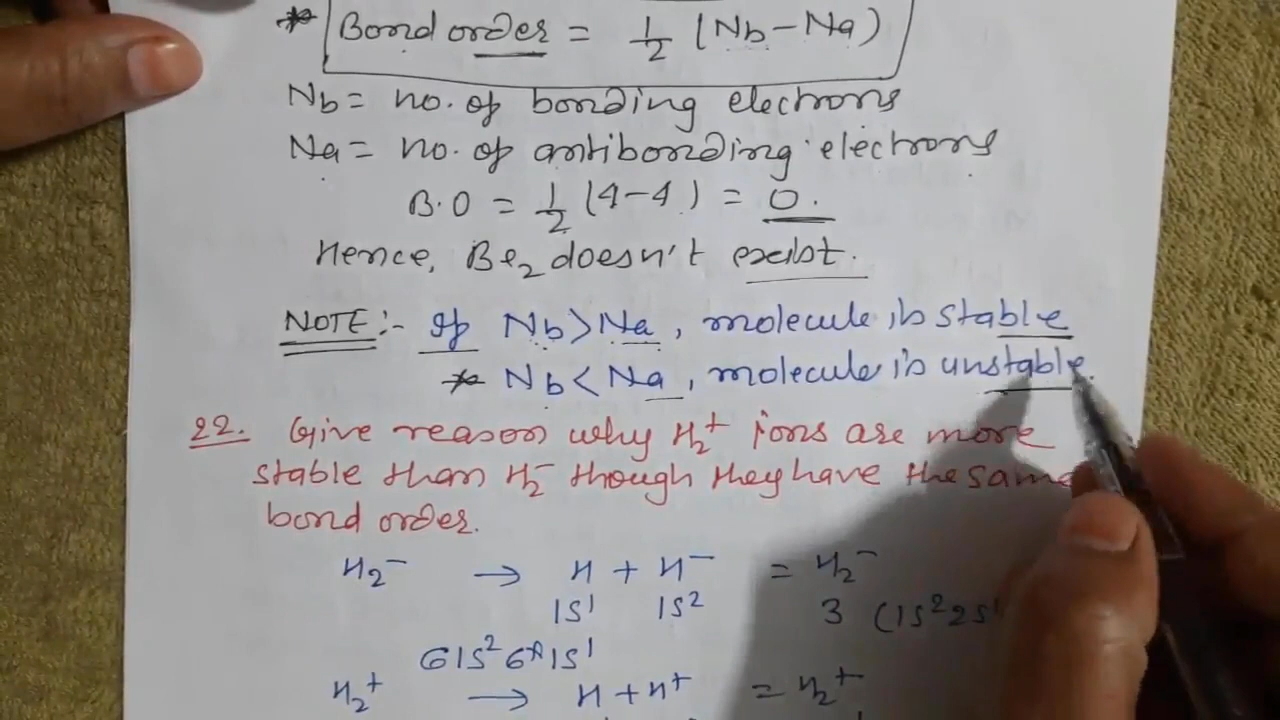 * Bond order = 1/2 (Nb-Na)
Nb = no. of bonding electrons
Na = no. of antibonding electrons
B.O = 1/2 (4-4) = 0.
Hence, Be₂ doesn't exist.
NOTE:- If Nb>Na, molecule is stable
* Nb<Na, molecule is unstable.
22. Give reason why H₂⁺ ions are more
stable than H₂⁻ though they have the same
bond order.
H₂⁻ → H + H⁻ = H₂⁻
1S¹ 1S² 3 (1S²2S¹
σ1S² σ*1S¹
H₂⁺ → H + H⁺ = H₂⁺